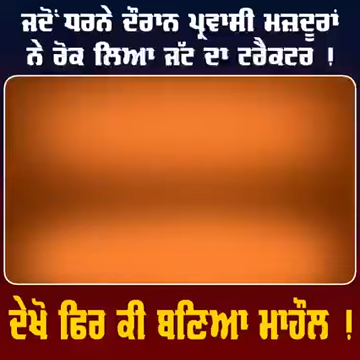 ਜਦੋਂ ਧਰਨੇ ਦੌਰਾਨ ਪ੍ਰਵਾਸੀ ਮਜ਼ਦੂਰਾਂ
ਨੇ ਰੋਕ ਲਿਆ ਜੱਟ ਦਾ ਟਰੈਕਟਰ !
ਦੇਖੋ ਫਿਰ ਕੀ ਬਣਿਆ ਮਾਹੌਲ !